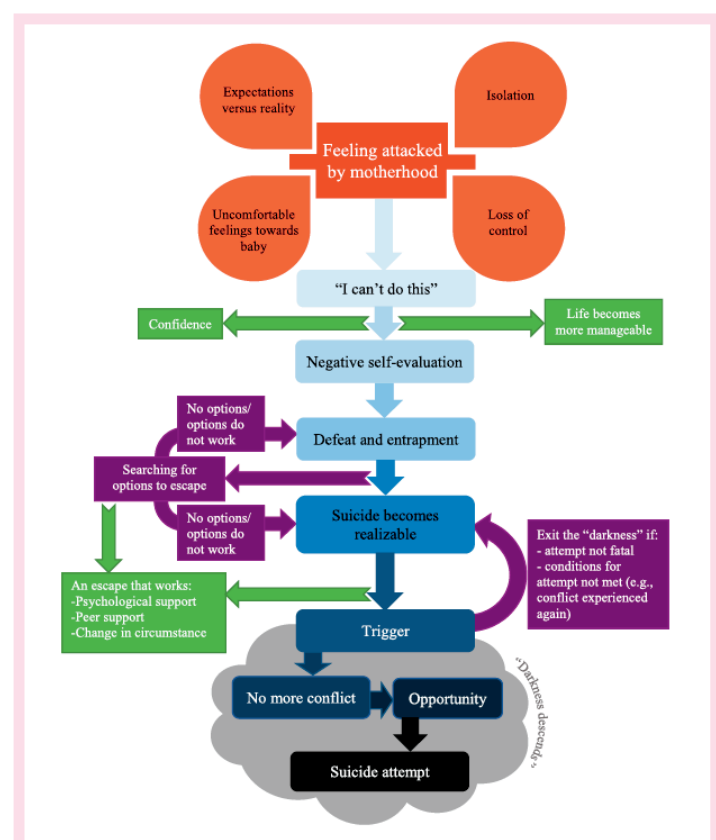 Expectations
versus reality
Isolation
Feeling attacked
by motherhood
Uncomfortable
feelings towards
baby
Loss of
control
“I can’t do this”
Confidence
Life becomes
more manageable
Negative self-evaluation
No options/
options do
not work
Defeat and entrapment
Searching for
options to escape
No options/
options do
not work
Suicide becomes
realizable
Exit the “darkness” if:
- attempt not fatal
- conditions for
attempt not met (e.g.,
conflict experienced
again)
An escape that works:
-Psychological support
-Peer support
-Change in circumstance
Trigger
“Darkness descends”
No more conflict
Opportunity
Suicide attempt